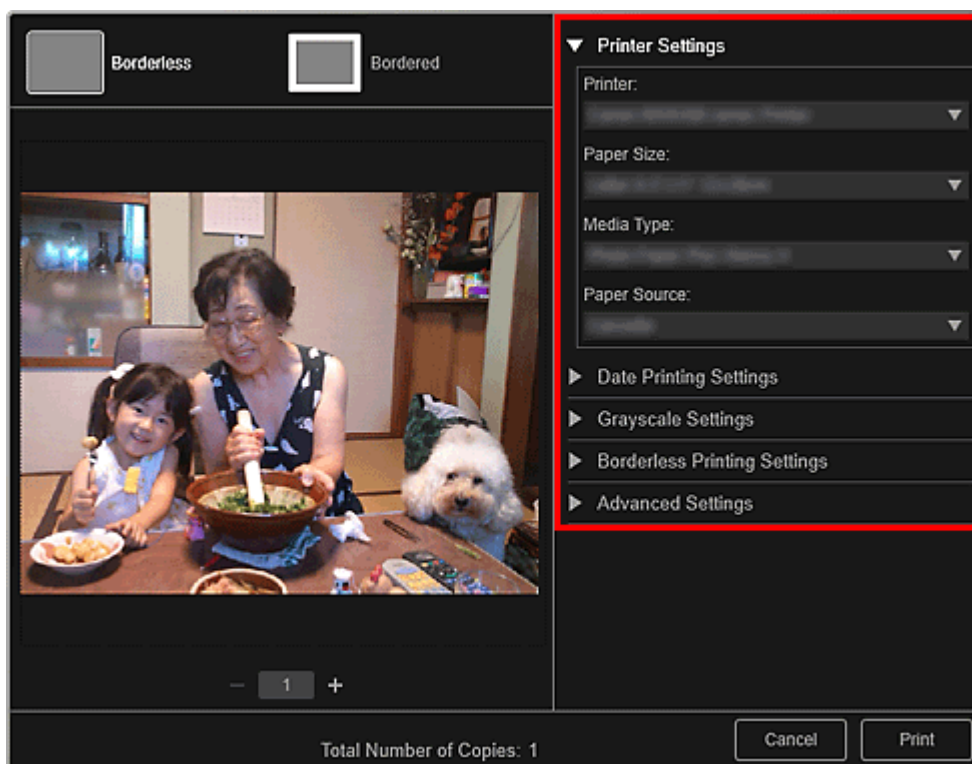 Borderless
Bordered
Printer Settings
Printer:
Paper Size:
Media Type:
Paper Source:
Date Printing Settings
Grayscale Settings
Borderless Printing Settings
Advanced Settings
1
Total Number of Copies: 1
Cancel
Print